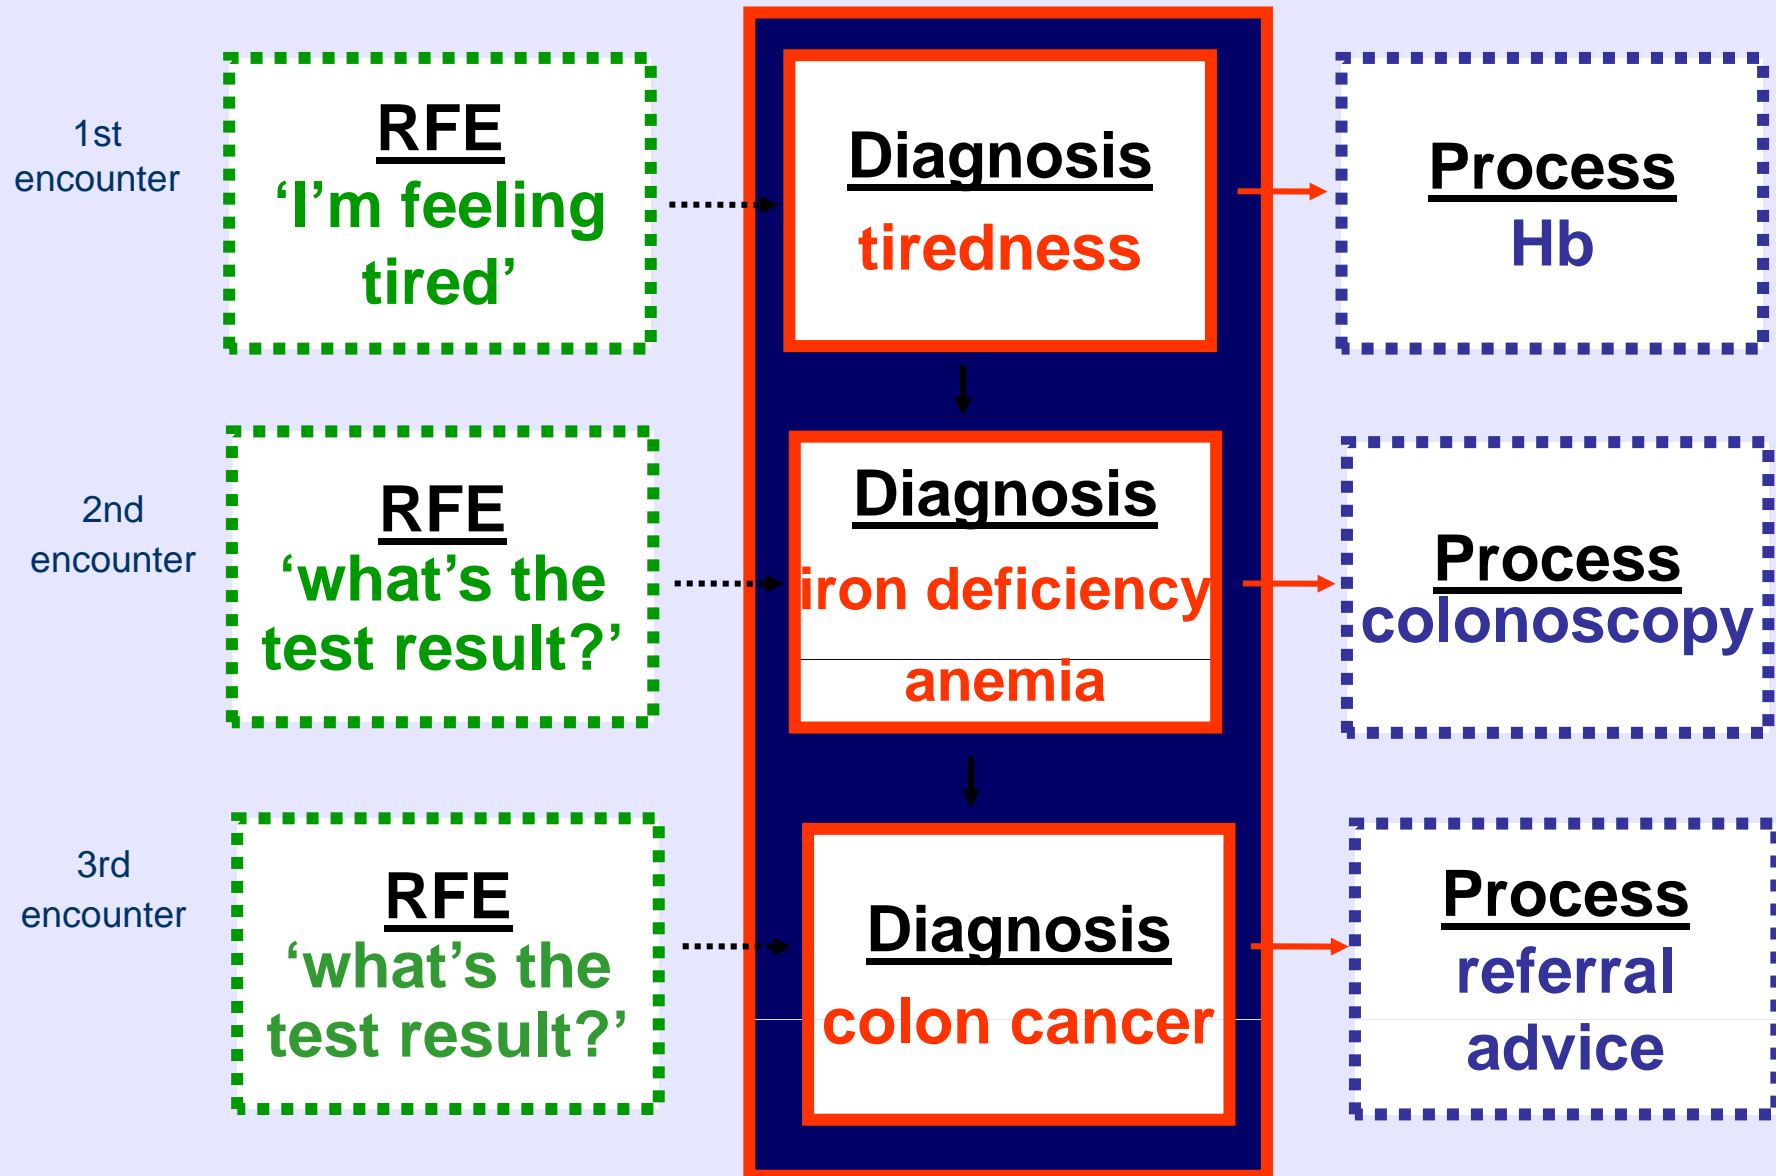 1st
encounter
RFE
‘I’m feeling
tired’
Diagnosis
tiredness
Process
Hb
2nd
encounter
RFE
‘what’s the
test result?’
Diagnosis
iron deficiency
anemia
Process
colonoscopy
3rd
encounter
RFE
‘what’s the
test result?’
Diagnosis
colon cancer
Process
referral
advice